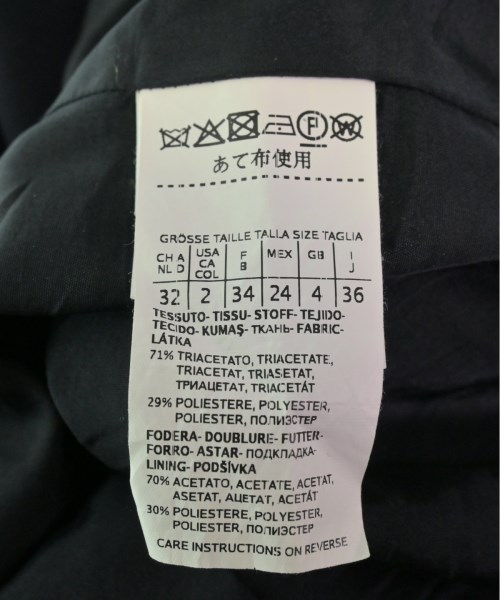 F W
あて布使用
GRÖSSE TAILLE TALLA SIZE TAGLIA
CH A NL D USA CA COL F B MEX GB I J
32 2 34 24 4 36
TESSUTO- TISSU- STOFF- TEJIDO-
TECIDO- KUMAŞ- ТКАНЬ- FABRIC-
LÁTKA
71% TRIACETATO, TRIACETATE,
TRIACETAT, TRIASETAT,
ТРИАЦЕТАТ, TRIACETÁT
29% POLIESTERE, POLYESTER,
POLIESTER, ПОЛИЭСТЕР
FODERA- DOUBLURE- FUTTER-
FORRO- ASTAR- ПОДКПАДКА-
LINING- PODŠÍVKA
70% ACETATO, ACETATE, ACETAT,
ASETAT, АЦЕТАТ, ACETÁT
30% POLIESTERE, POLYESTER,
POLIESTER, ПОЛИЭСТЕР
CARE INSTRUCTIONS ON REVERSE